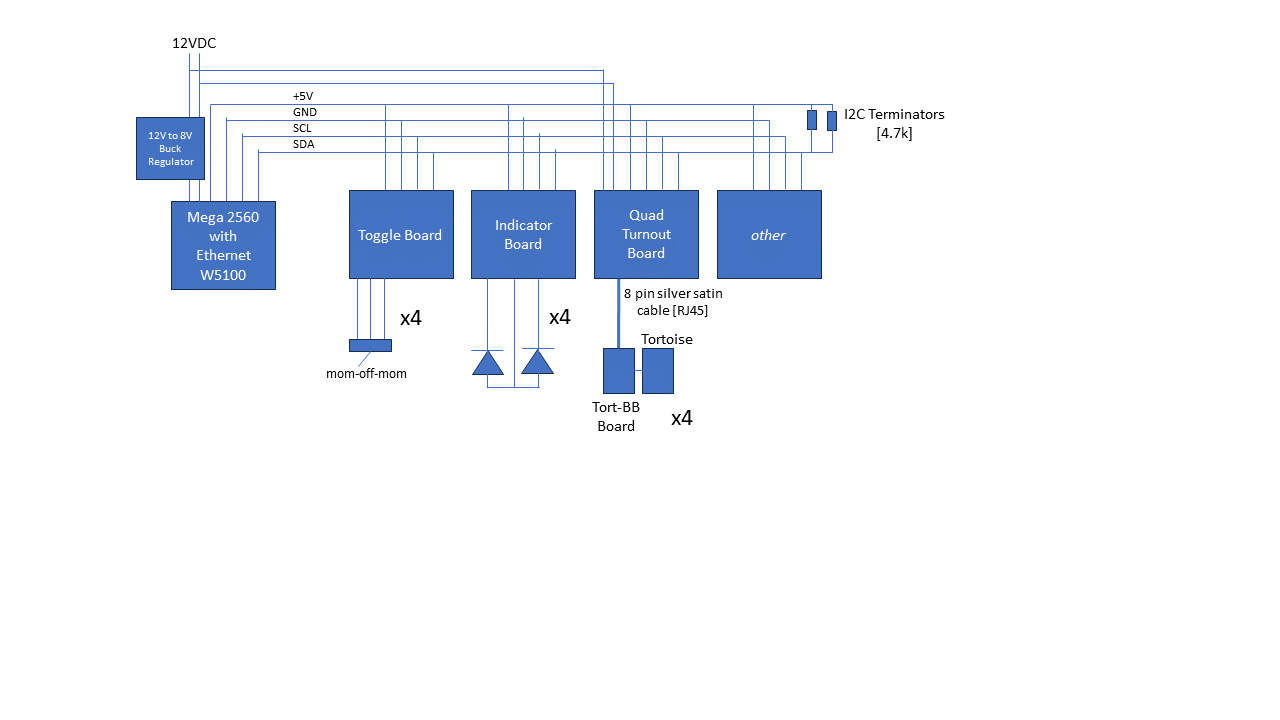 12VDC
+5V
GND
SCL
SDA
I2C Terminators
[4.7k]
12V to 8V
Buck
Regulator
Mega 2560
with
Ethernet
W5100
Toggle Board
Indicator
Board
Quad
Turnout
Board
other
8 pin silver satin
cable [RJ45]
x4
x4
Tortoise
mom-off-mom
Tort-BB
Board
x4